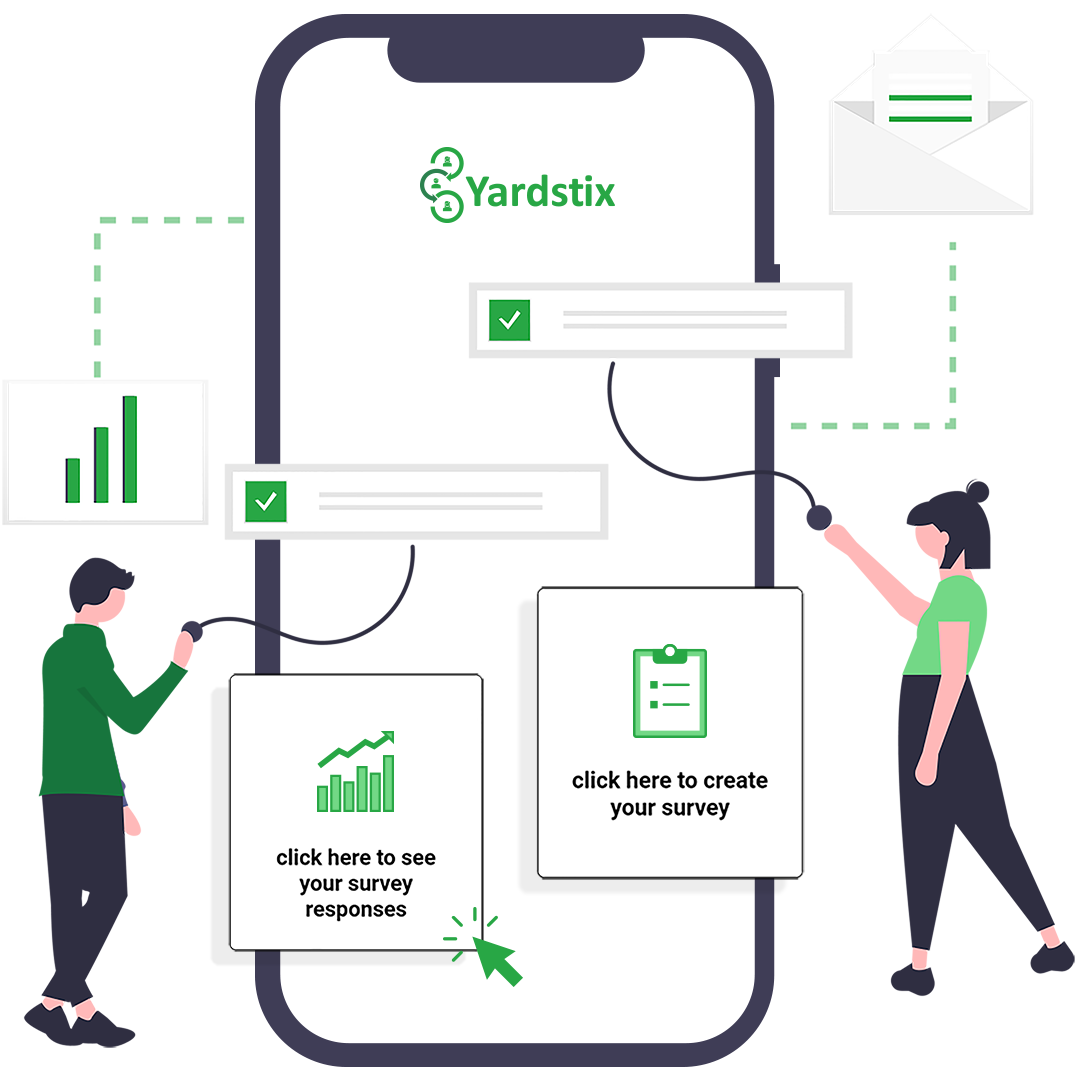 Yardstix
click here to create
your survey
click here to see
your survey
responses